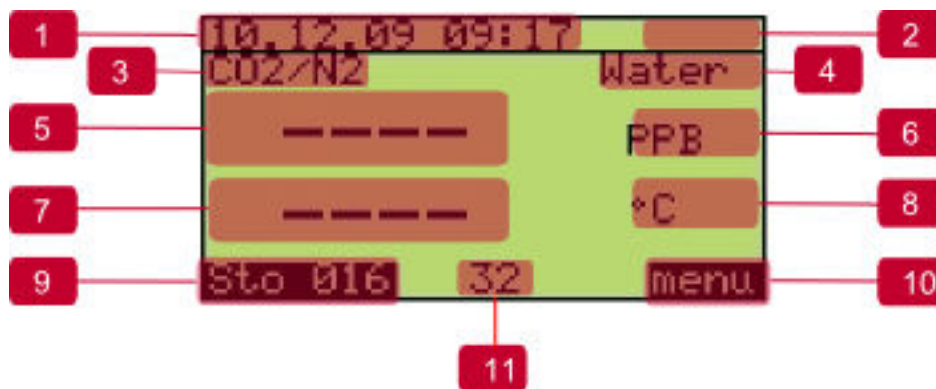 1 10.12.09 09:17 2
3 CO2/N2 Water 4
5 ---- PPB 6
7 ---- °C 8
9 Sto 016 32 menu 10
11